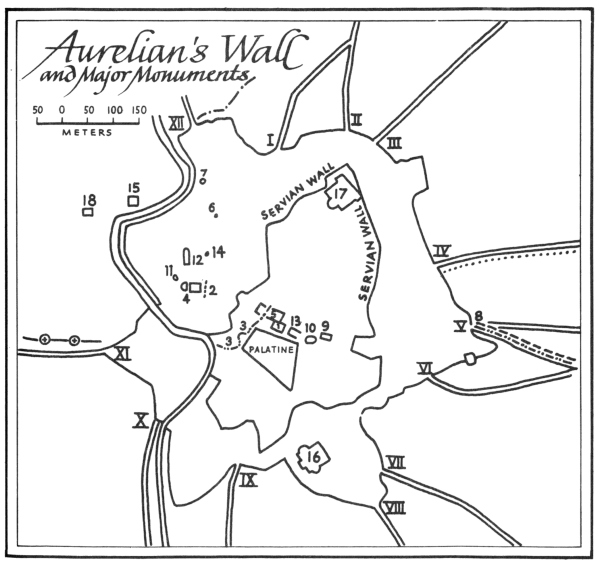 Aurelian's Wall
and Major Monuments
50 0 50 100 150
METERS
XII
I
II
III
7
18
15
SERVIAN WALL
17
6
SERVIAN WALL
12
14
IV
11
4
2
5
1
13
10
9
3
3
PALATINE
8
V
XI
VI
X
16
IX
VII
VIII